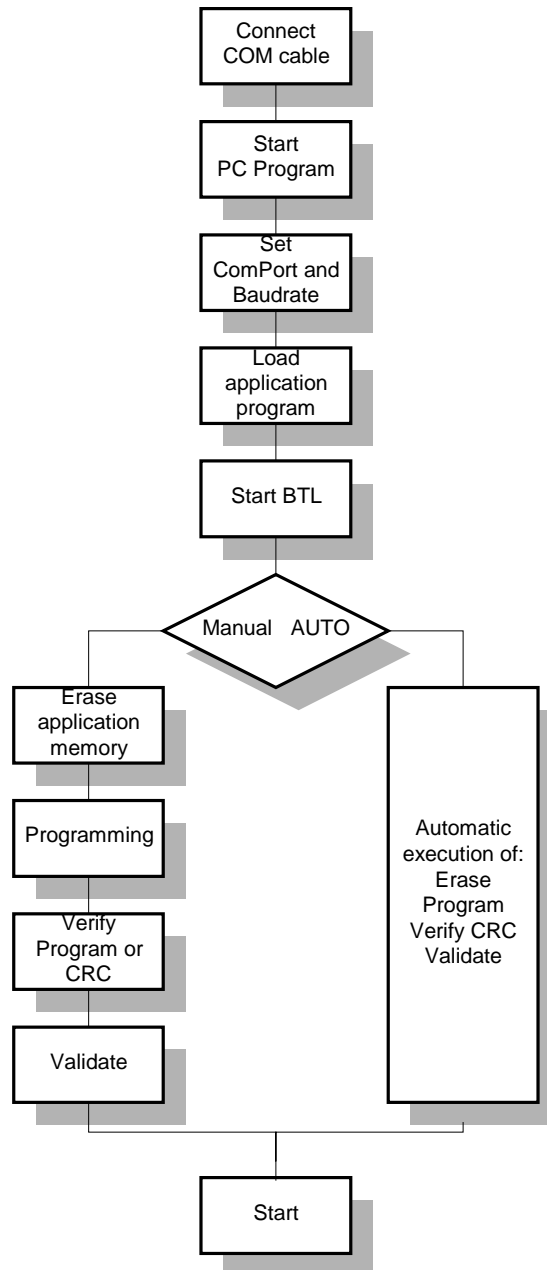 Connect
COM cable
Start
PC Program
Set
ComPort and
Baudrate
Load
application
program
Start BTL
Manual AUTO
Erase
application
memory
Programming
Verify
Program or
CRC
Validate
Automatic
execution of:
Erase
Program
Verify CRC
Validate
Start